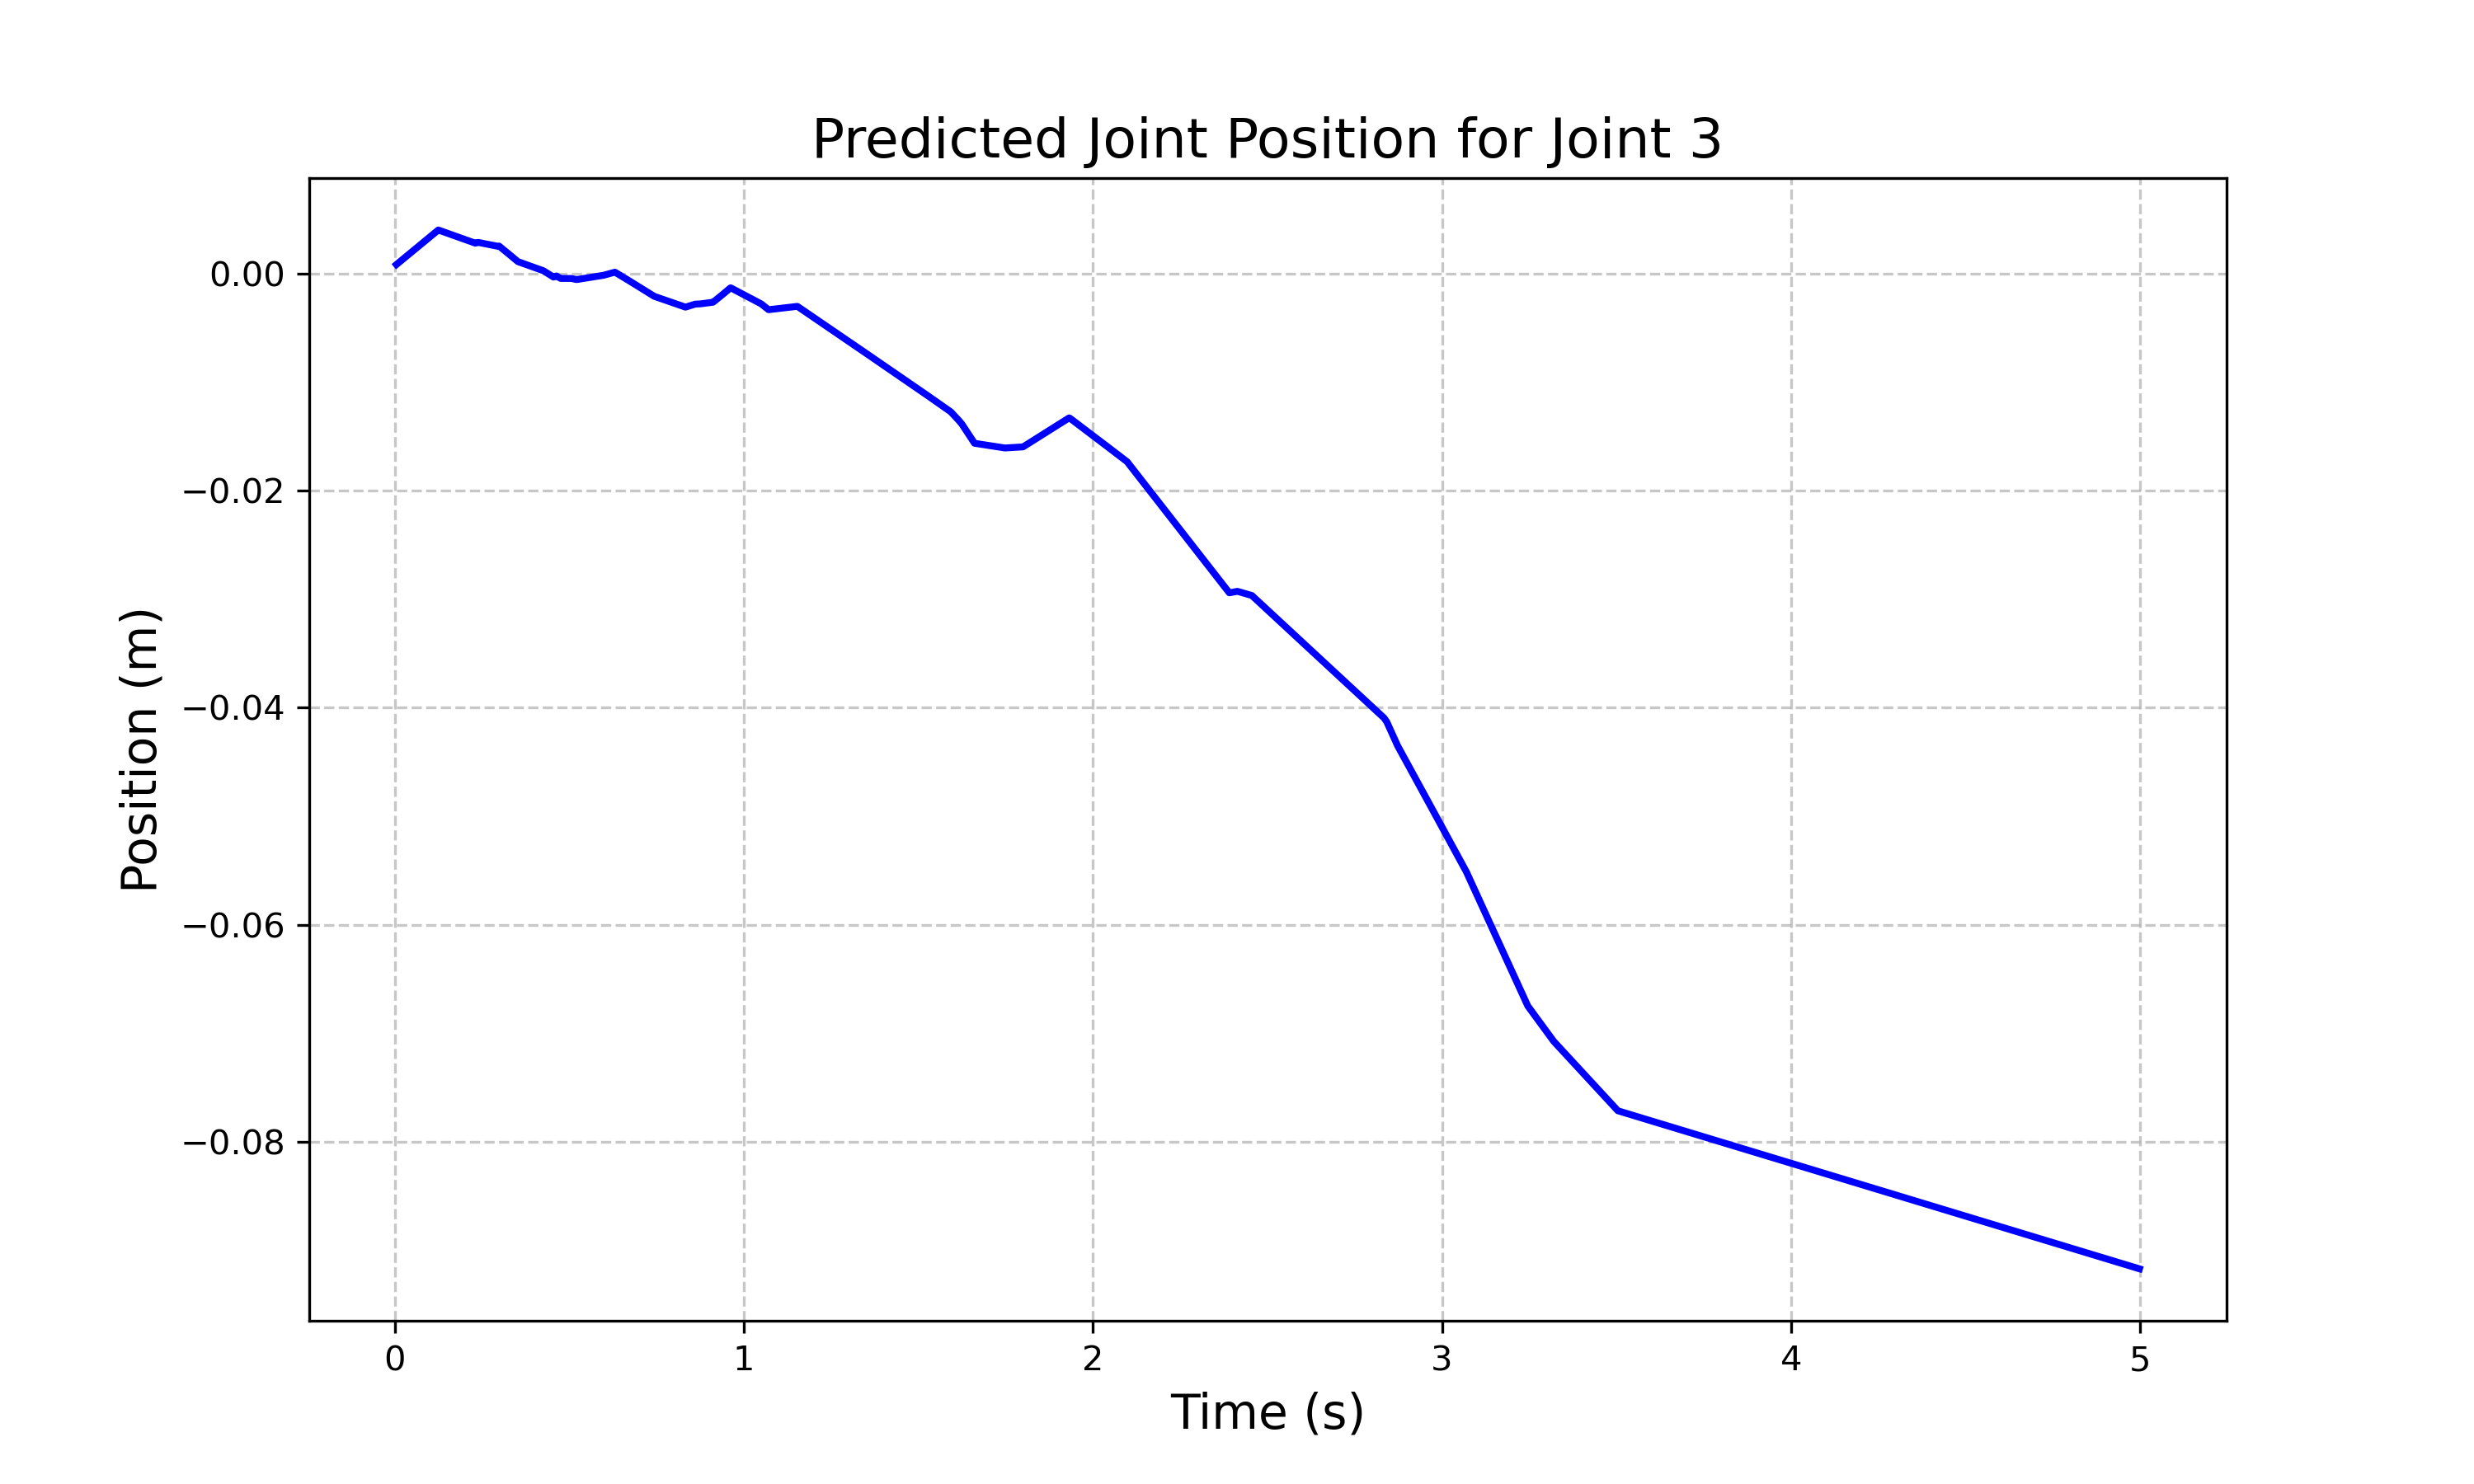 Predicted Joint Position for Joint 3
Position (m)
0.00
−0.02
−0.04
−0.06
−0.08
0 1 2 3 4 5
Time (s)